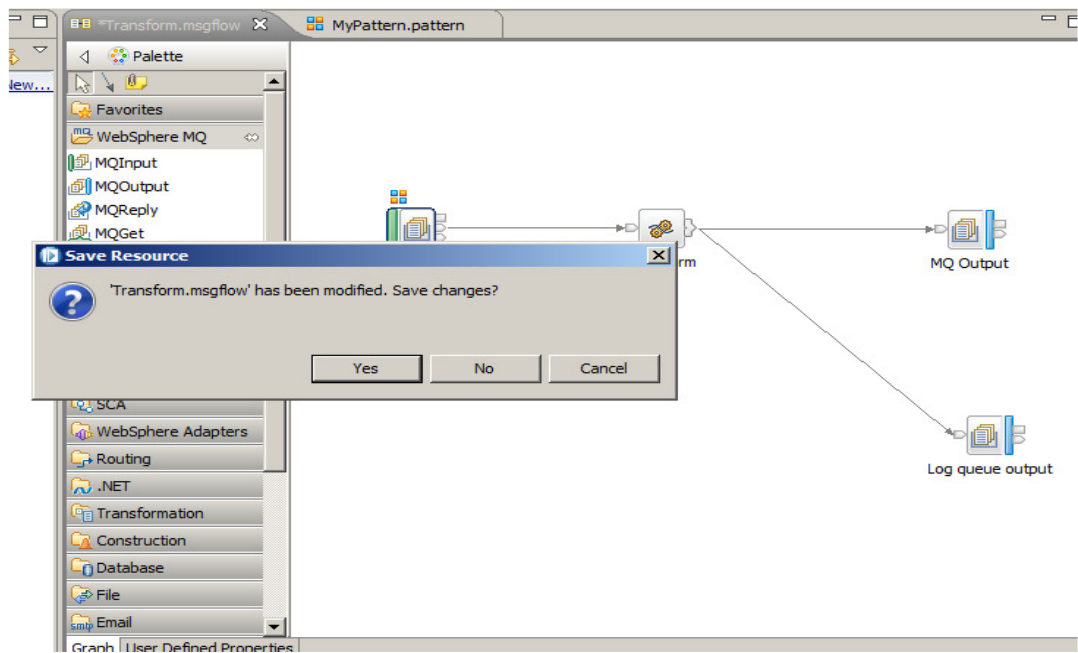 *Transform.msgflow
MyPattern.pattern
Palette
New...
Favorites
WebSphere MQ
MQInput
MQOutput
MQReply
MQGet
Save Resource
'Transform.msgflow' has been modified. Save changes?
Yes
No
Cancel
rm
MQ Output
SCA
WebSphere Adapters
Routing
.NET
Transformation
Construction
Database
File
Email
Log queue output
Graph
User Defined Properties